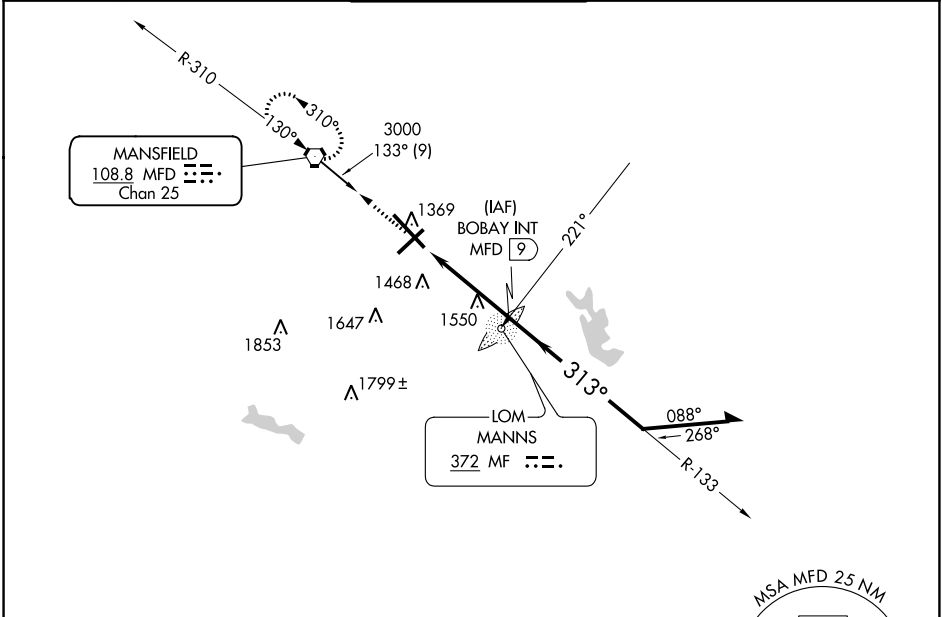 R-310
310°
130°
MANSFIELD
108.8 MFD
Chan 25
3000
133° (9)
1369
(IAF)
BOBAY INT
MFD 9
221°
1468
1550
1647
1853
1799±
313°
LOM
MANNS
372 MF
088°
268°
R-133
MSA MFD 25 NM